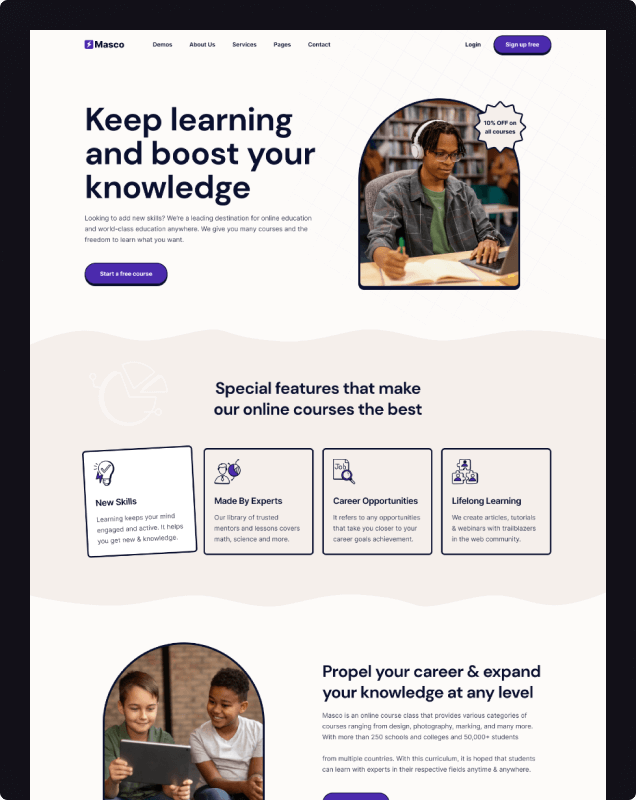 Masco
Demos
About Us
Services
Pages
Contact
Login
Sign up free
Keep learning
and boost your
knowledge
Looking to add new skills? We're a leading destination for online education
and world-class education anywhere. We give you many courses and the
freedom to learn what you want.
Start a free course
10% OFF on
all courses
Special features that make
our online courses the best
New Skills
Learning keeps your mind
engaged and active. It helps
you get new & knowledge.
Made By Experts
Our library of trusted
mentors and lessons covers
math, science and more.
Job
Career Opportunities
It refers to any opportunities
that take you closer to your
career goals achievement.
Lifelong Learning
We create articles, tutorials
& webinars with trailblazers
in the web community.
Propel your career & expand
your knowledge at any level
Masco is an online course class that provides various categories of
courses ranging from design, photography, marking, and many more.
With more than 250 schools and colleges and 50,000+ students
from multiple countries. With this curriculum, it is hoped that students
can learn with experts in their respective fields anytime & anywhere.